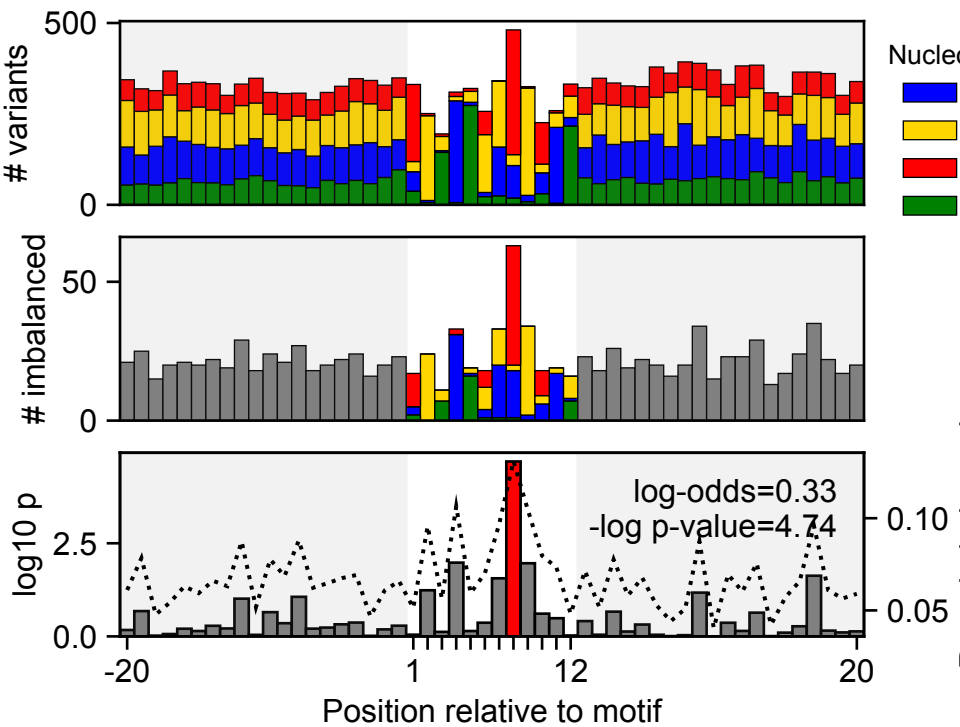 500
# variants
0
Nuclec
50
# imbalanced
0
log-odds=0.33
-log p-value=4.74
log10 p
2.5
0.0
0.10
0.05
-20
1
12
20
Position relative to motif